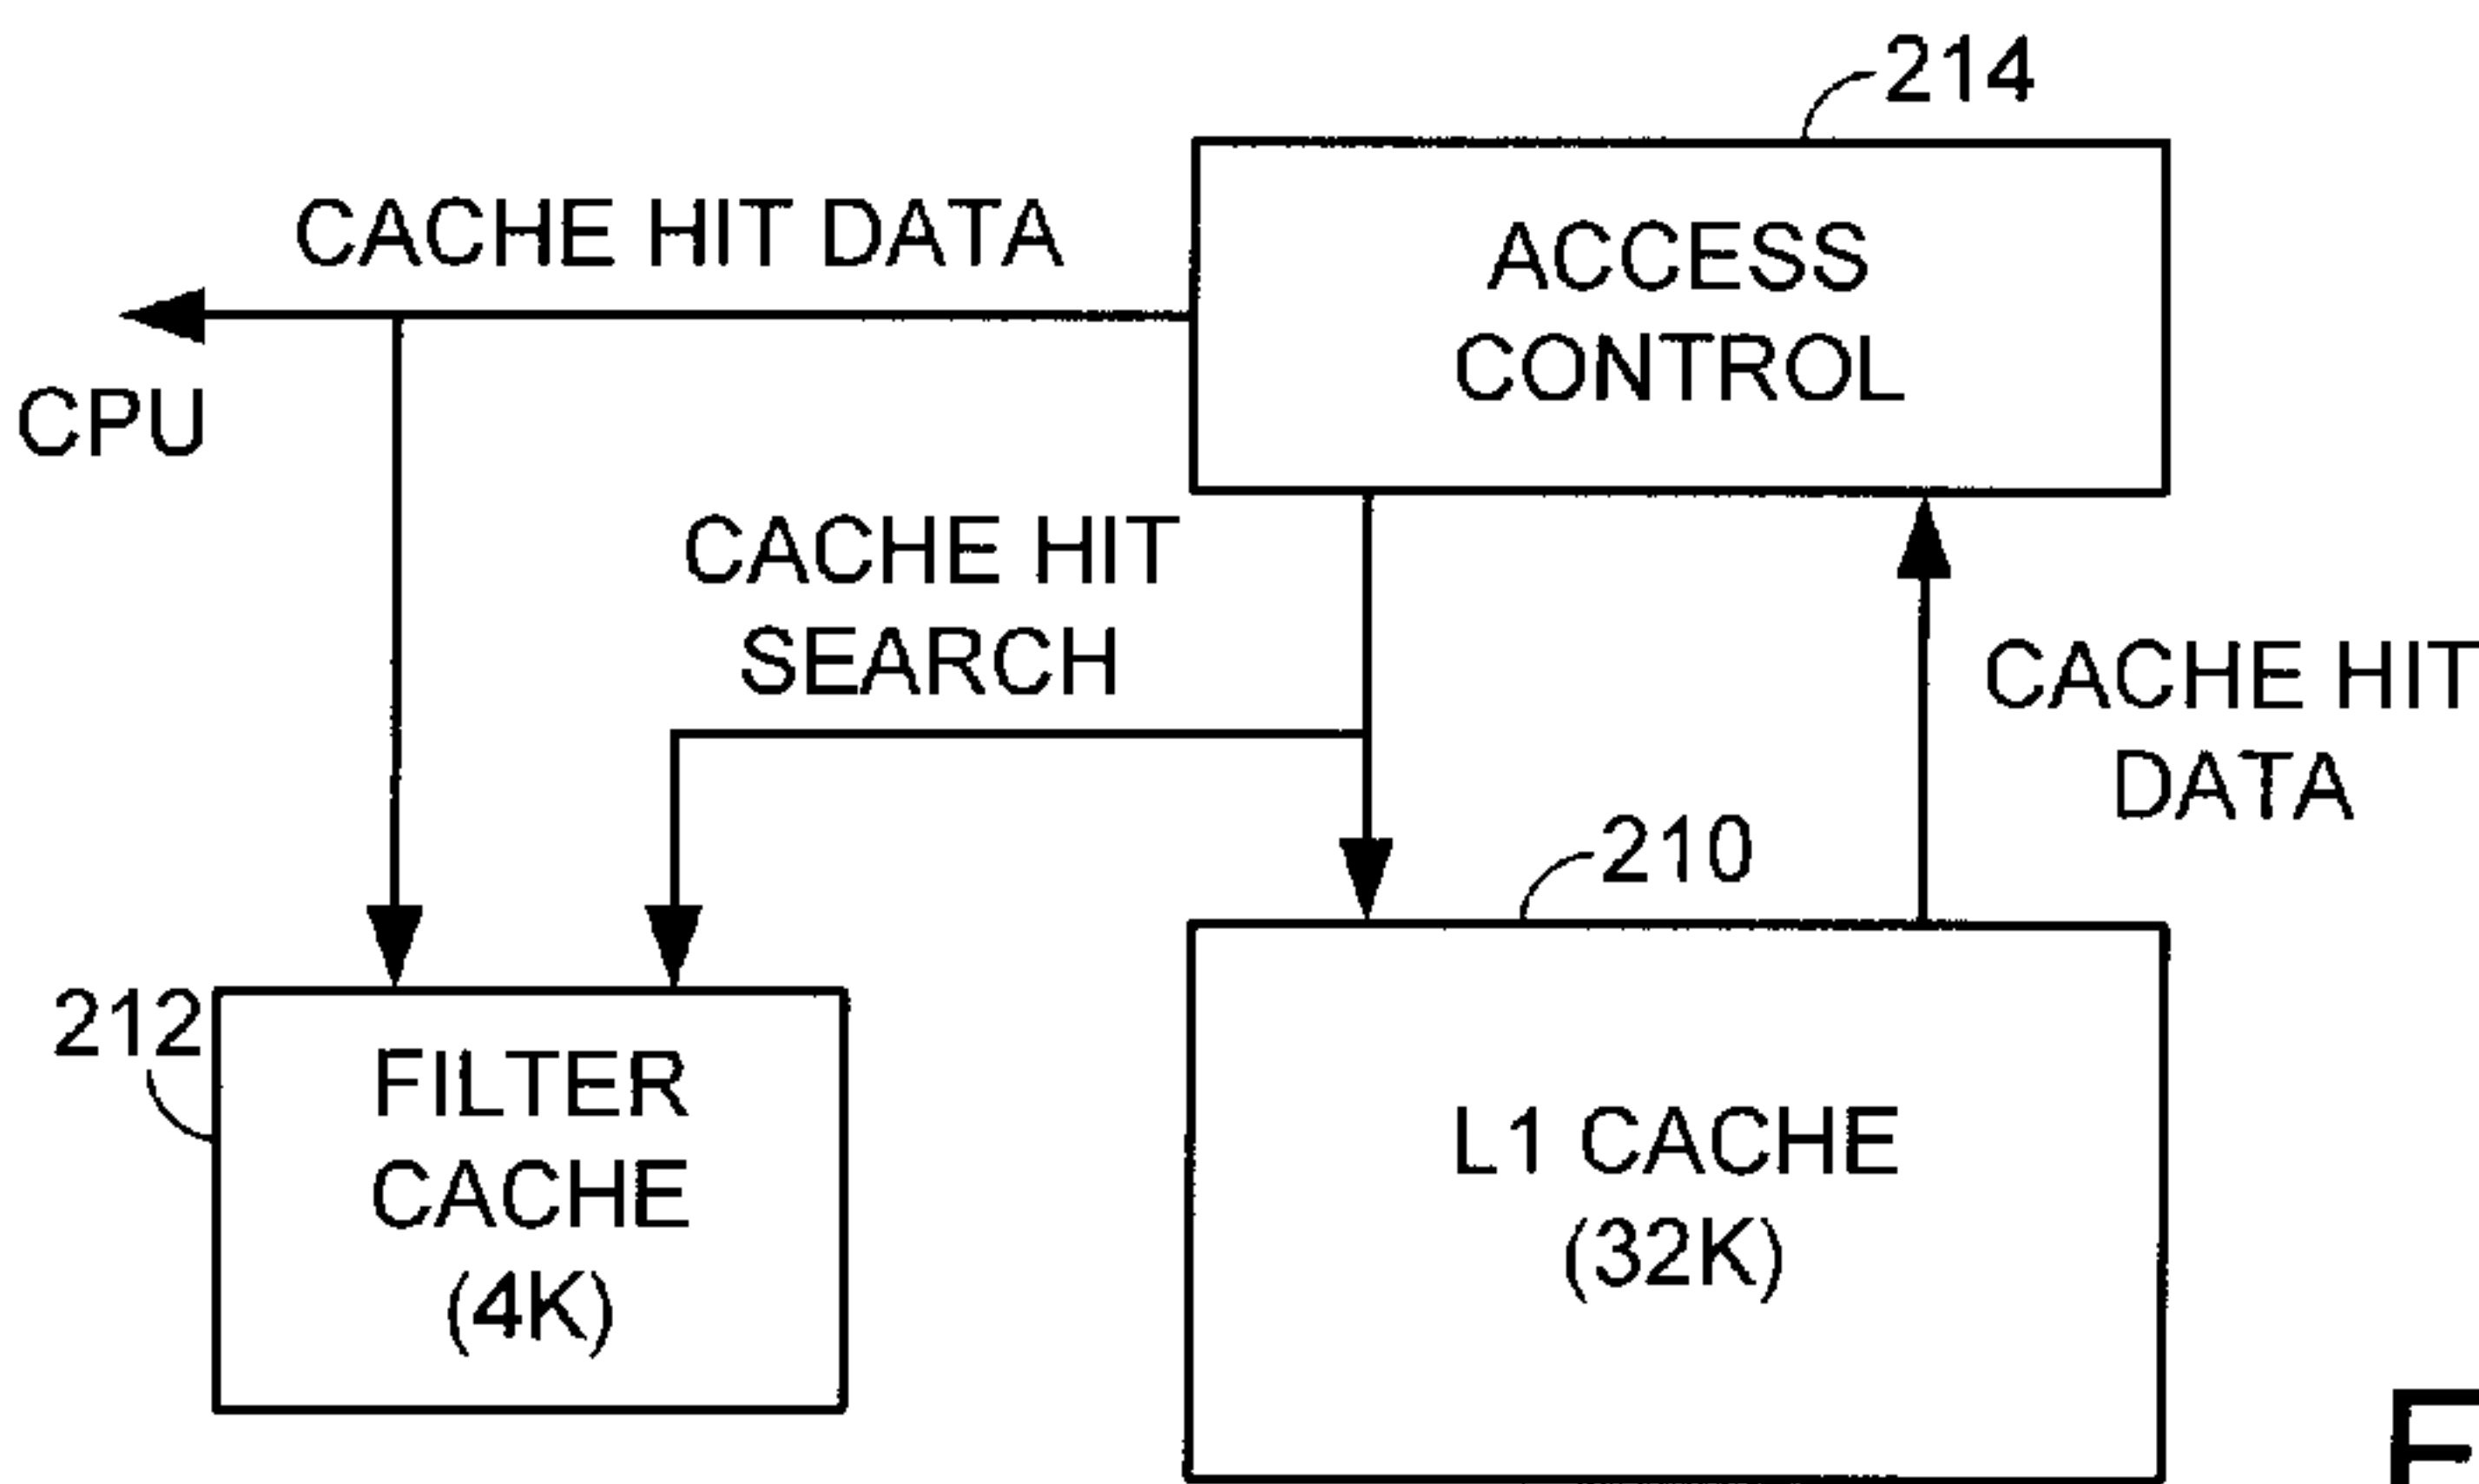 214
CACHE HIT DATA
ACCESS
CONTROL
CPU
CACHE HIT
SEARCH
CACHE HIT
DATA
210
212
FILTER
CACHE
(4K)
L1 CACHE
(32K)